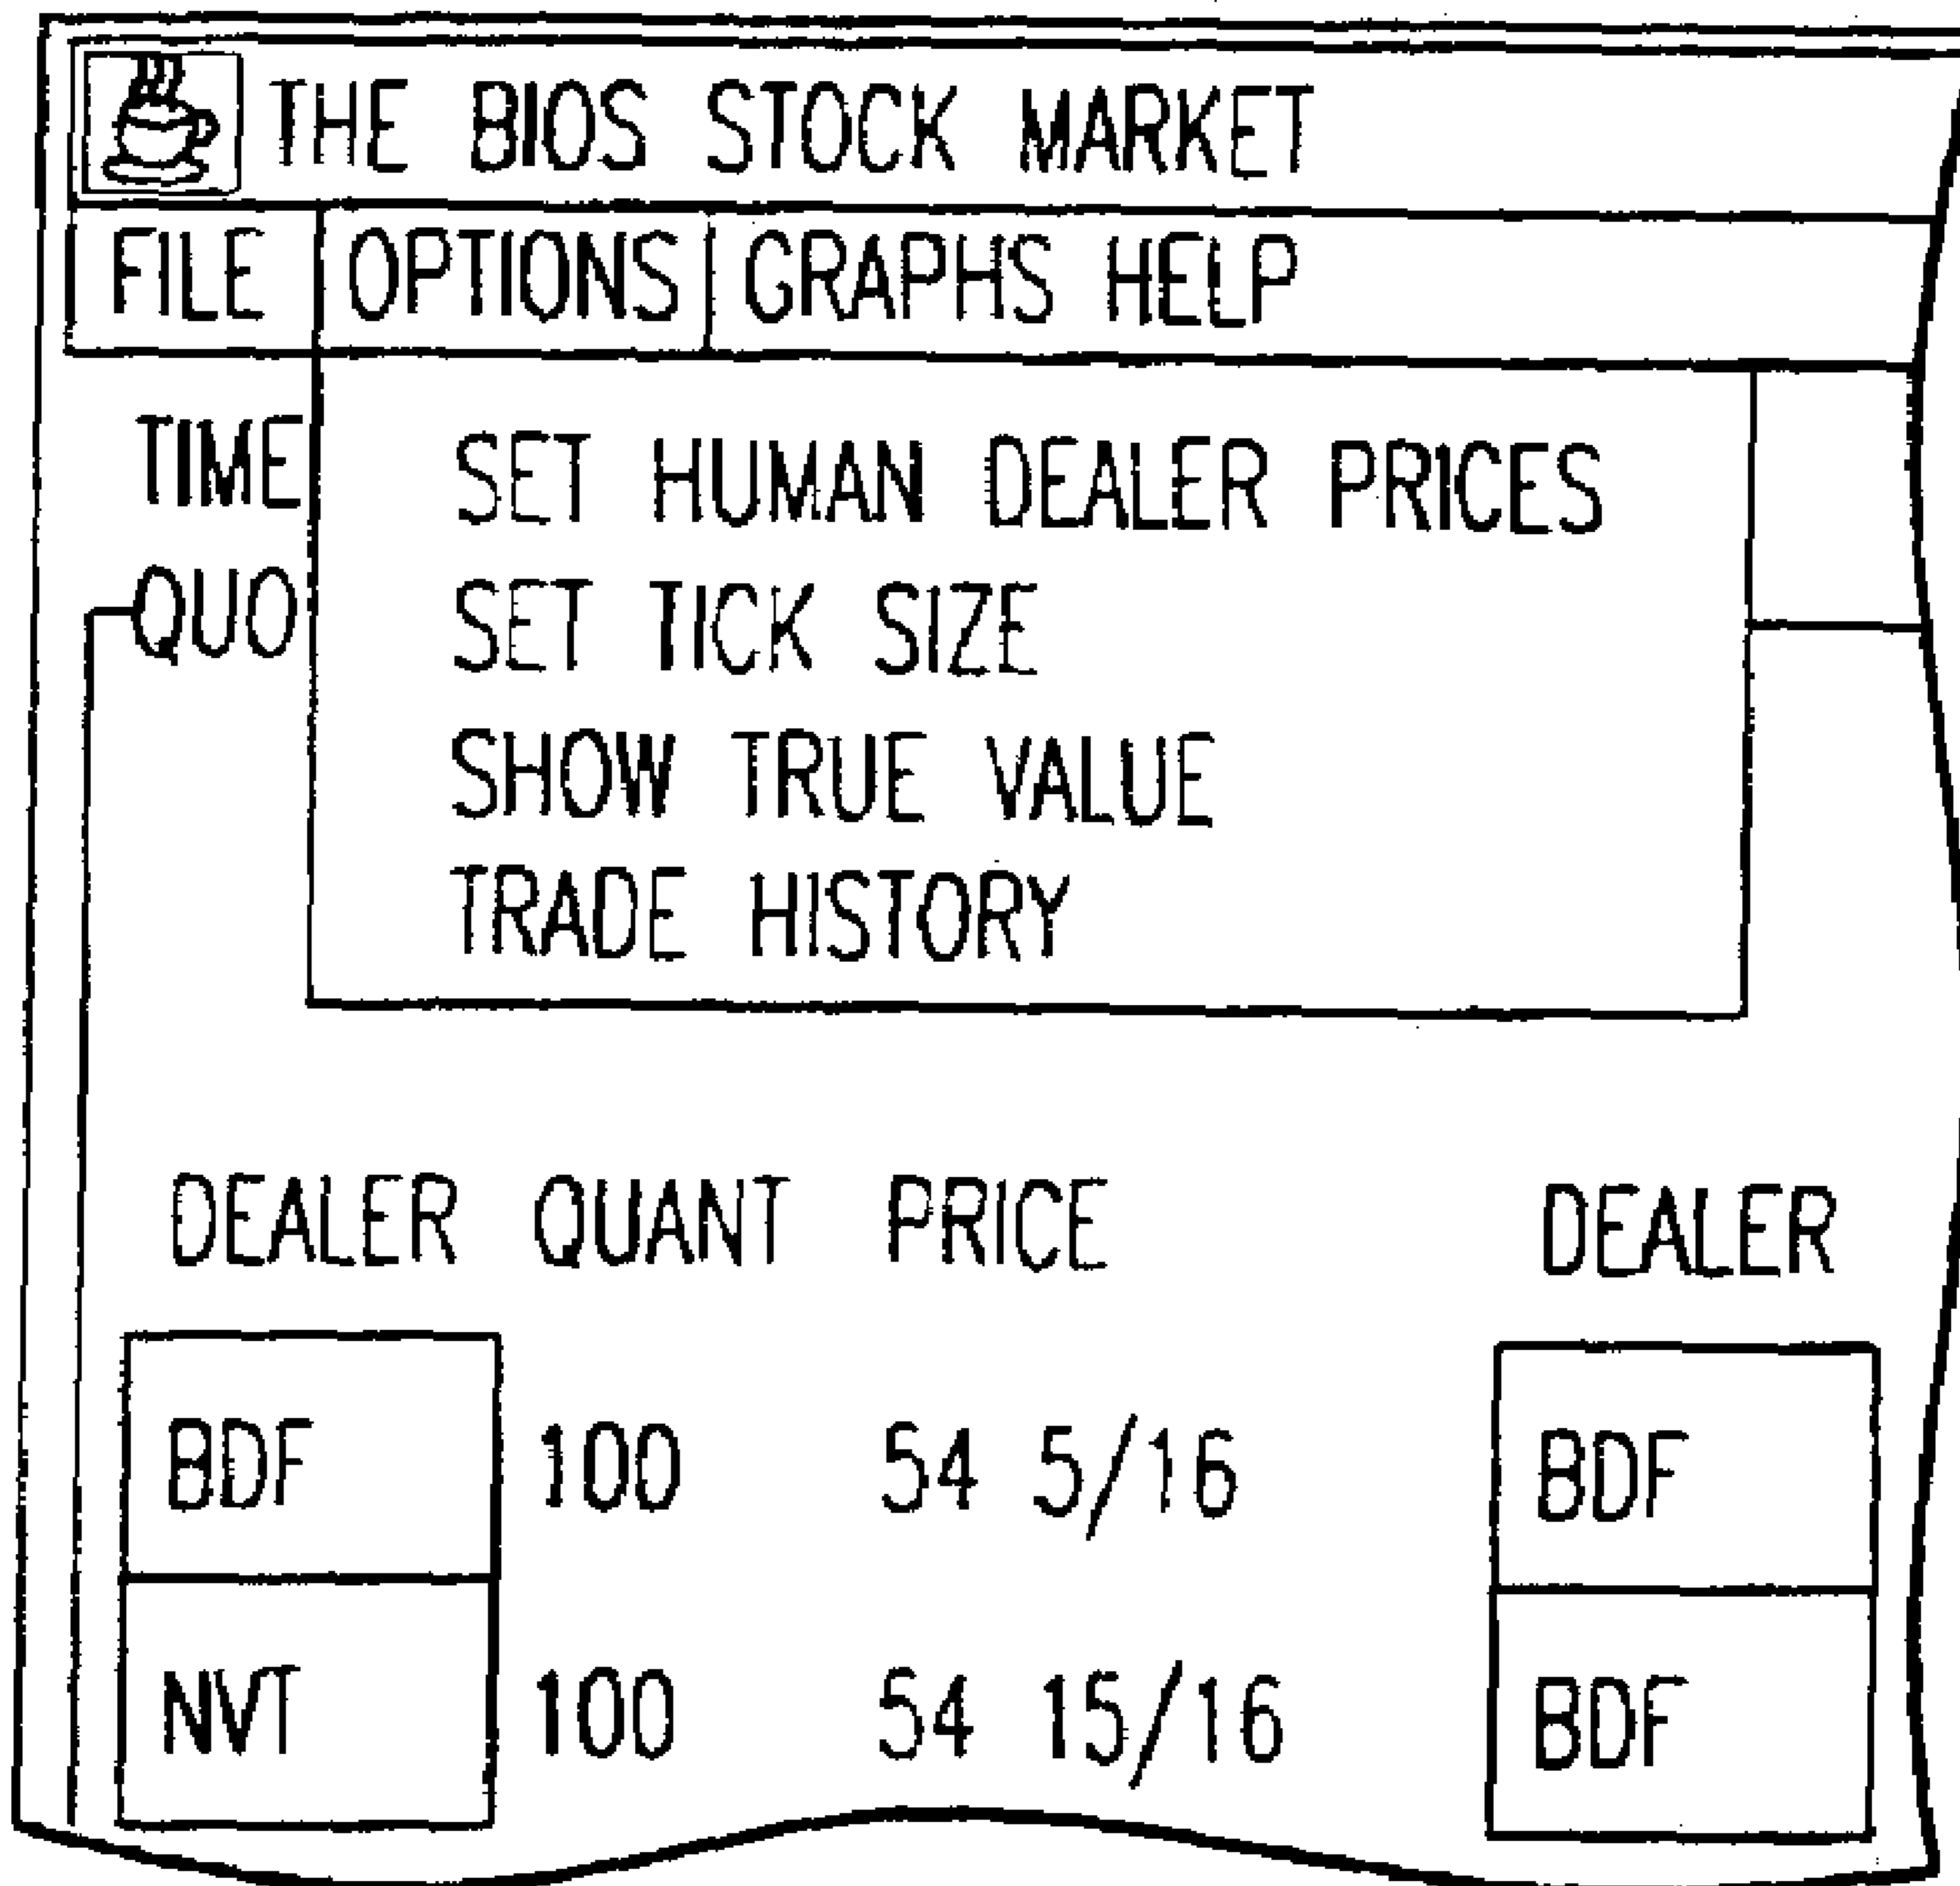 THE BIOS STOCK MARKET
FILE OPTIONS GRAPHS HELP
TIME
SET HUMAN DEALER PRICES
QUO
SET TICK SIZE
SHOW TRUE VALUE
TRADE HISTORY
DEALER QUANT PRICE DEALER
BDF 100 54 5/16 BDF
NVT 100 54 15/16 BDF